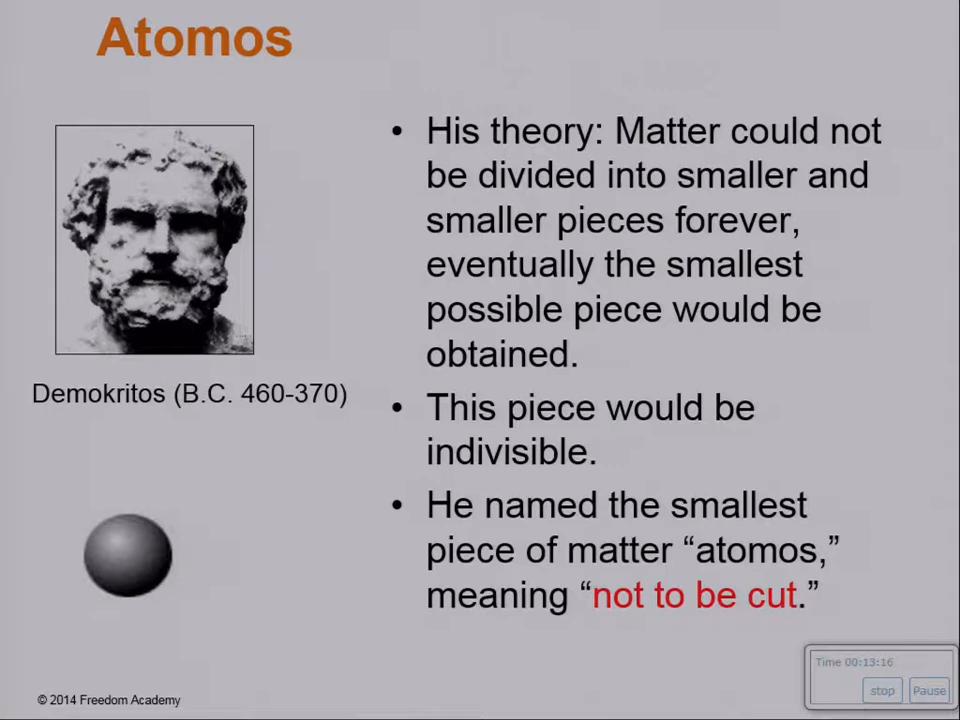 Atomos
Demokritos (B.C. 460-370)
• His theory: Matter could not
be divided into smaller and
smaller pieces forever,
eventually the smallest
possible piece would be
obtained.
• This piece would be
indivisible.
• He named the smallest
piece of matter “atomos,”
meaning “not to be cut.”
© 2014 Freedom Academy
Time 00:13:16
stop Pause